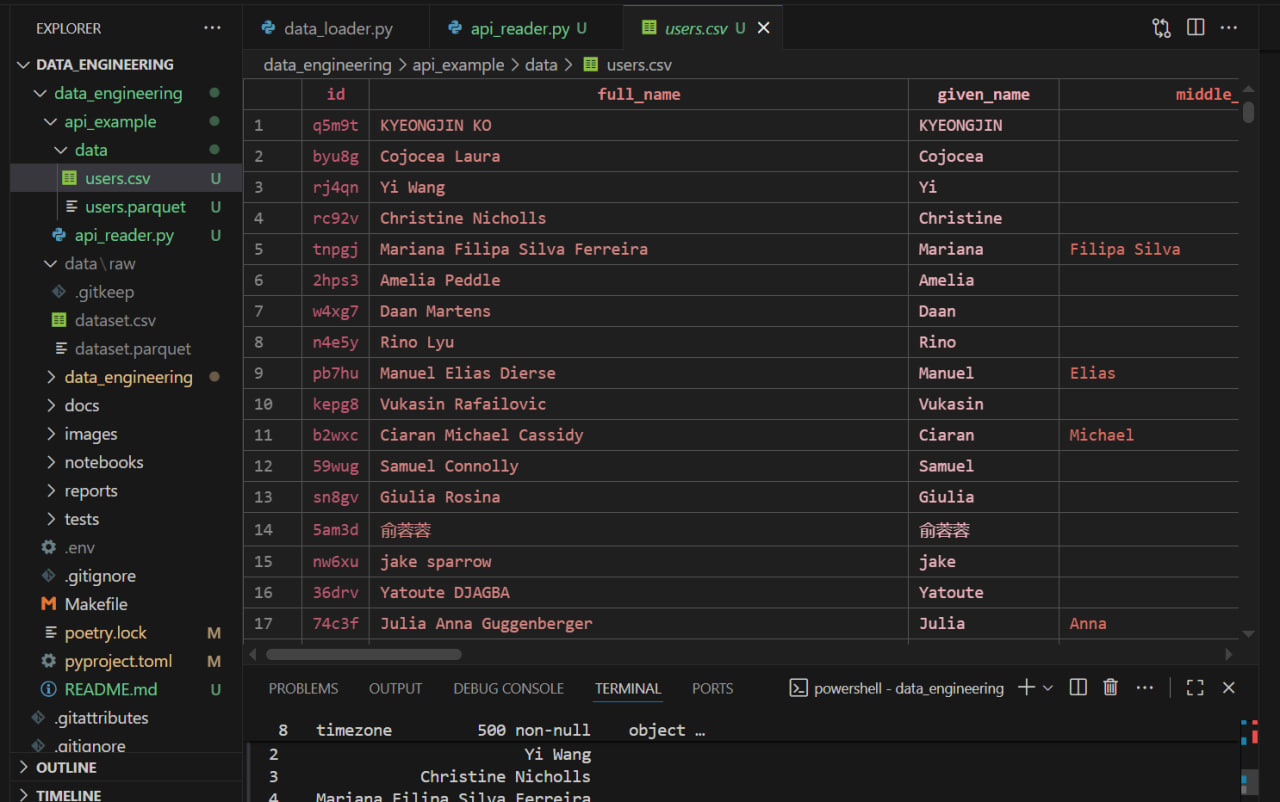 EXPLORER
DATA_ENGINEERING
data_engineering
api_example
data
users.csv U
users.parquet U
api_reader.py U
data\raw
.gitkeep
dataset.csv
dataset.parquet
data_engineering
docs
images
notebooks
reports
tests
.env
.gitignore
Makefile
poetry.lock M
pyproject.toml M
README.md U
.gitattributes
.gitignore
OUTLINE
TIMELINE
data_loader.py api_reader.py U users.csv U
data_engineering > api_example > data > users.csv
id full_name given_name middle_
1 q5m9t KYEONGJIN KO KYEONGJIN
2 byu8g Cojocea Laura Cojocea
3 rj4qn Yi Wang Yi
4 rc92v Christine Nicholls Christine
5 tnpgj Mariana Filipa Silva Ferreira Mariana Filipa Silva
6 2hps3 Amelia Peddle Amelia
7 w4xg7 Daan Martens Daan
8 n4e5y Rino Lyu Rino
9 pb7hu Manuel Elias Dierse Manuel Elias
10 kepg8 Vukasin Rafailovic Vukasin
11 b2wxc Ciaran Michael Cassidy Ciaran Michael
12 59wug Samuel Connolly Samuel
13 sn8gv Giulia Rosina Giulia
14 5am3d 俞蓉蓉 俞蓉蓉
15 nw6xu jake sparrow jake
16 36drv Yatoute DJAGBA Yatoute
17 74c3f Julia Anna Guggenberger Julia Anna
PROBLEMS OUTPUT DEBUG CONSOLE TERMINAL PORTS powershell - data_engineering
8 timezone 500 non-null object …
2 Yi Wang
3 Christine Nicholls
4 Mariana Filipa Silva Ferreira